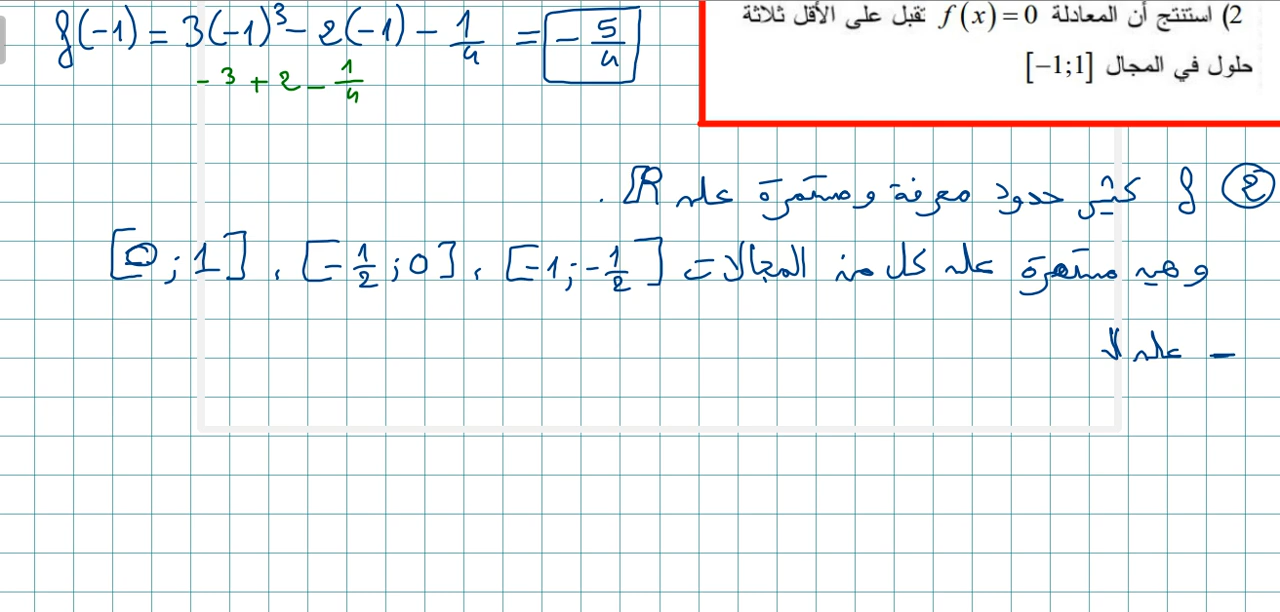 f(-1) = 3(-1)³ - 2(-1) - 1/4 = -5/4
-3 + 2 - 1/4
2) استنتج أن المعادلة f(x)=0 تقبل على الأقل ثلاثة
حلول في المجال [-1;1]
② f كثير حدود معرفة ومستمرة على ℝ .
وهي مستمرة على كل من المجالات [-1;-1/2] ، [-1/2;0] ، [0;1]
- على ال